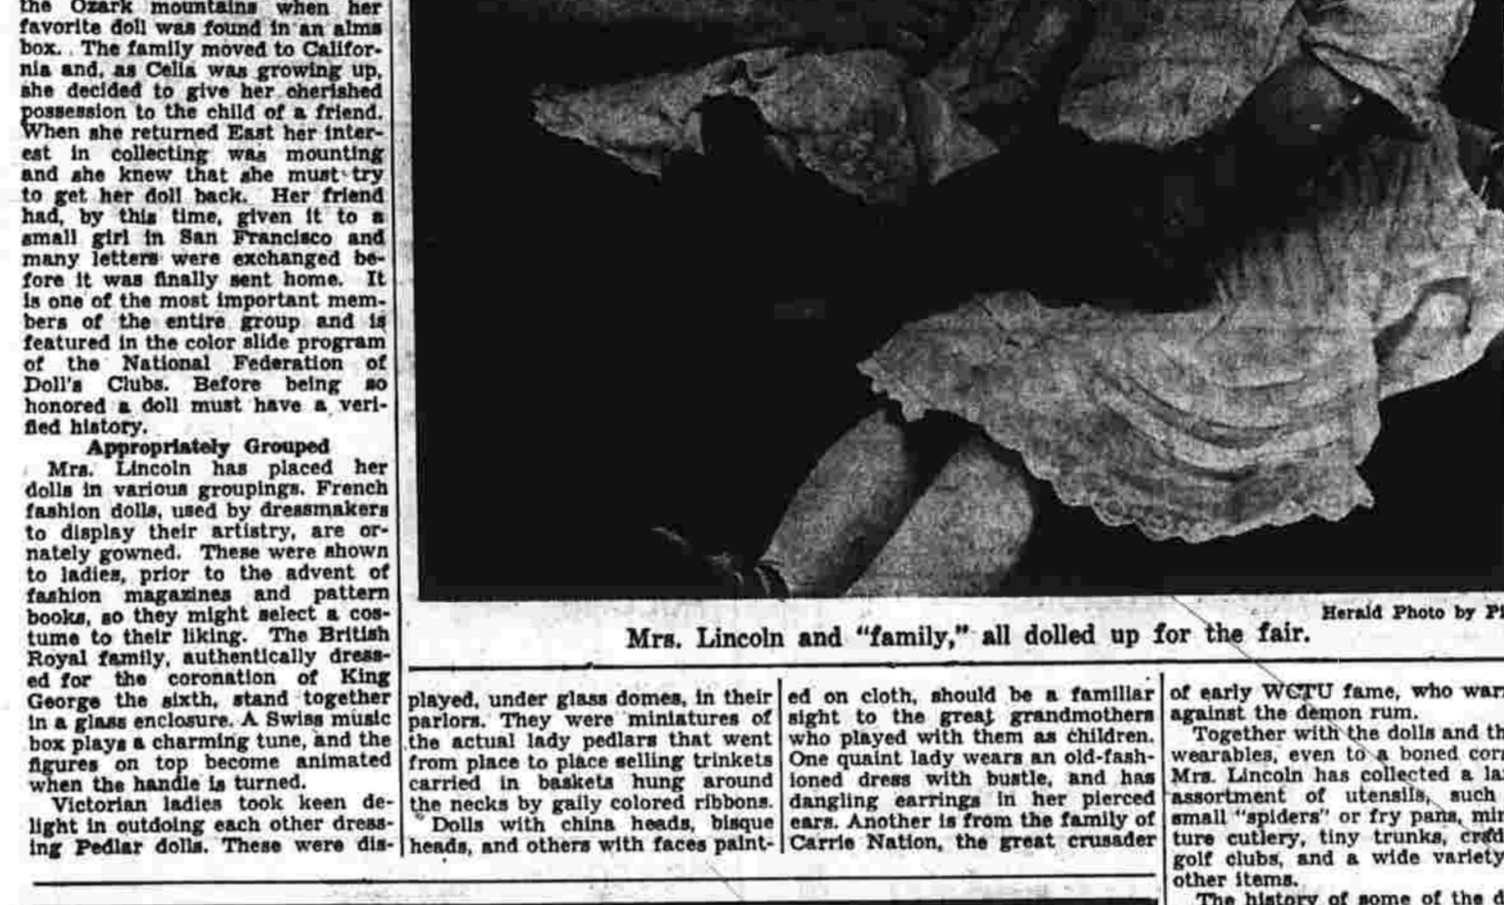 the Ozark mountains when her
favorite doll was found in an alms
box. The family moved to Califor-
nia and, as Celia was growing up,
she decided to give her cherished
possession to the child of a friend.
When she returned East her inter-
est in collecting was mounting
and she knew that she must try
to get her doll back. Her friend
had, by this time, given it to a
small girl in San Francisco and
many letters were exchanged be-
fore it was finally sent home. It
is one of the most important mem-
bers of the entire group and is
featured in the color slide program
of the National Federation of
Doll's Clubs. Before being so
honored a doll must have a veri-
fied history.
Appropriately Grouped
Mrs. Lincoln has placed her
dolls in various groupings. French
fashion dolls, used by dressmakers
to display their artistry, are or-
nately gowned. These were shown
to ladies, prior to the advent of
fashion magazines and pattern
books, so they might select a cos-
tume to their liking. The British
Royal family, authentically dress-
ed for the coronation of King
George the sixth, stand together
in a glass enclosure. A Swiss music
box plays a charming tune, and the
figures on top become animated
when the handle is turned.
Victorian ladies took keen de-
light in outdoing each other dress-
ing Pedlar dolls. These were dis-
Herald Photo by
Mrs. Lincoln and "family," all dolled up for the fair.
played, under glass domes, in their
parlors. They were miniatures of
the actual lady pedlars that went
from place to place selling trinkets
carried in baskets hung around
the necks by gaily colored ribbons.
Dolls with china heads, bisque
heads, and others with faces paint-
ed on cloth, should be a familiar
sight to the great grandmothers
who played with them as children.
One quaint lady wears an old-fash-
ioned dress with bustle, and has
dangling earrings in her pierced
ears. Another is from the family of
Carrie Nation, the great crusader
of early WCTU fame, who
against the demon rum.
Together with the dolls and
wearables, even to a boned
Mrs. Lincoln has collected a
assortment of utensils, such
small "spiders" or fry pans,
ture cutlery, tiny trunks,
golf clubs, and a wide variety
other items.
The history of some of the